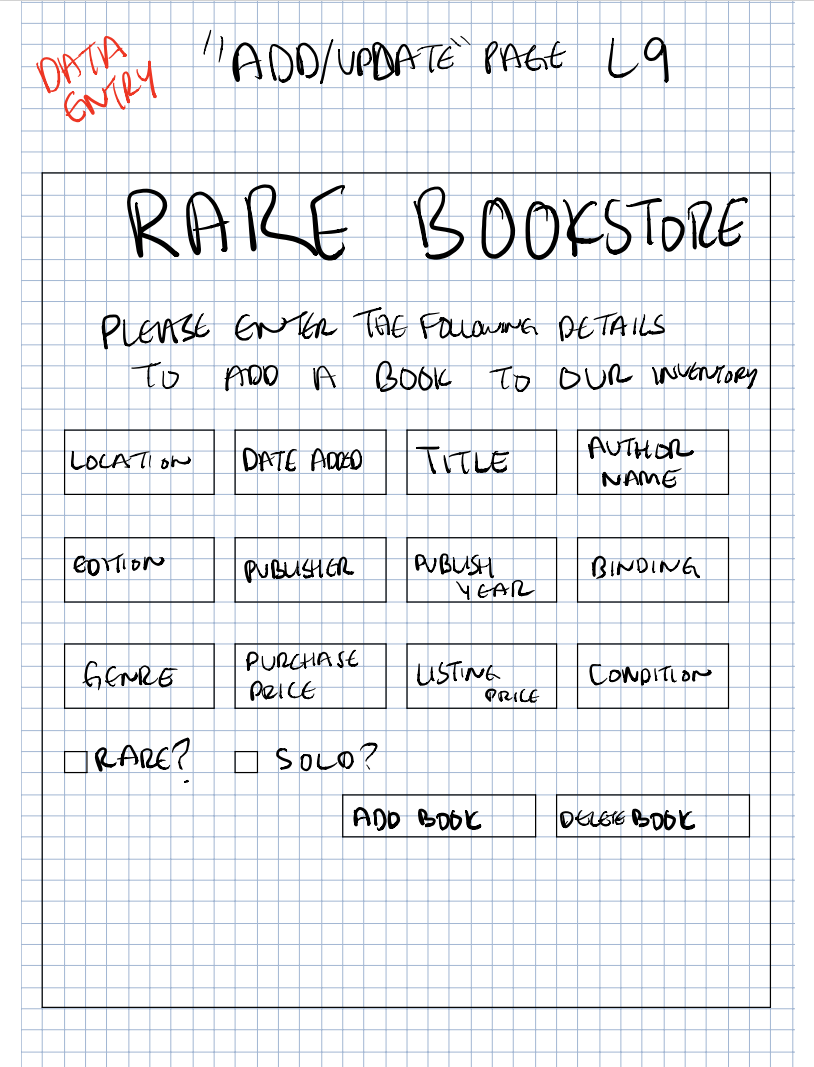 DATA
ENTRY
"ADD/UPDATE" PAGE L9
RARE BOOKSTORE
PLEASE ENTER THE FOLLOWING DETAILS
TO ADD A BOOK TO OUR INVENTORY
LOCATION
DATE ADDED
TITLE
AUTHOR
NAME
EDITION
PUBLISHER
PUBLISH
YEAR
BINDING
GENRE
PURCHASE
PRICE
LISTING
PRICE
CONDITION
RARE?
SOLO?
ADD BOOK
DELETE BOOK